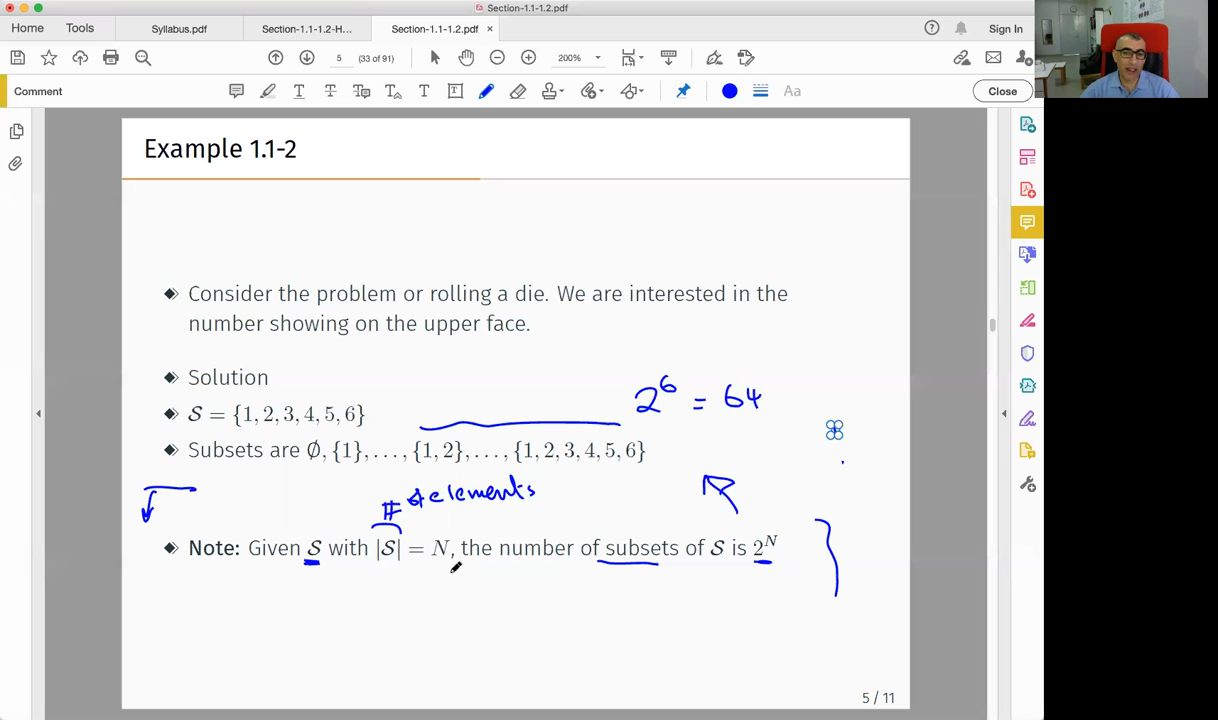 Section-1.1-1.2.pdf
Home Tools Syllabus.pdf Section-1.1-1.2-H... Section-1.1-1.2.pdf × Sign In
5 (33 of 91) 200%
Comment Aa Close
Example 1.1-2
Consider the problem or rolling a die. We are interested in the
number showing on the upper face.
Solution
2^6 = 64
S = {1, 2, 3, 4, 5, 6}
Subsets are ∅, {1}, . . . , {1, 2}, . . . , {1, 2, 3, 4, 5, 6}
# of elements
Note: Given S with |S| = N, the number of subsets of S is 2^N
5 / 11